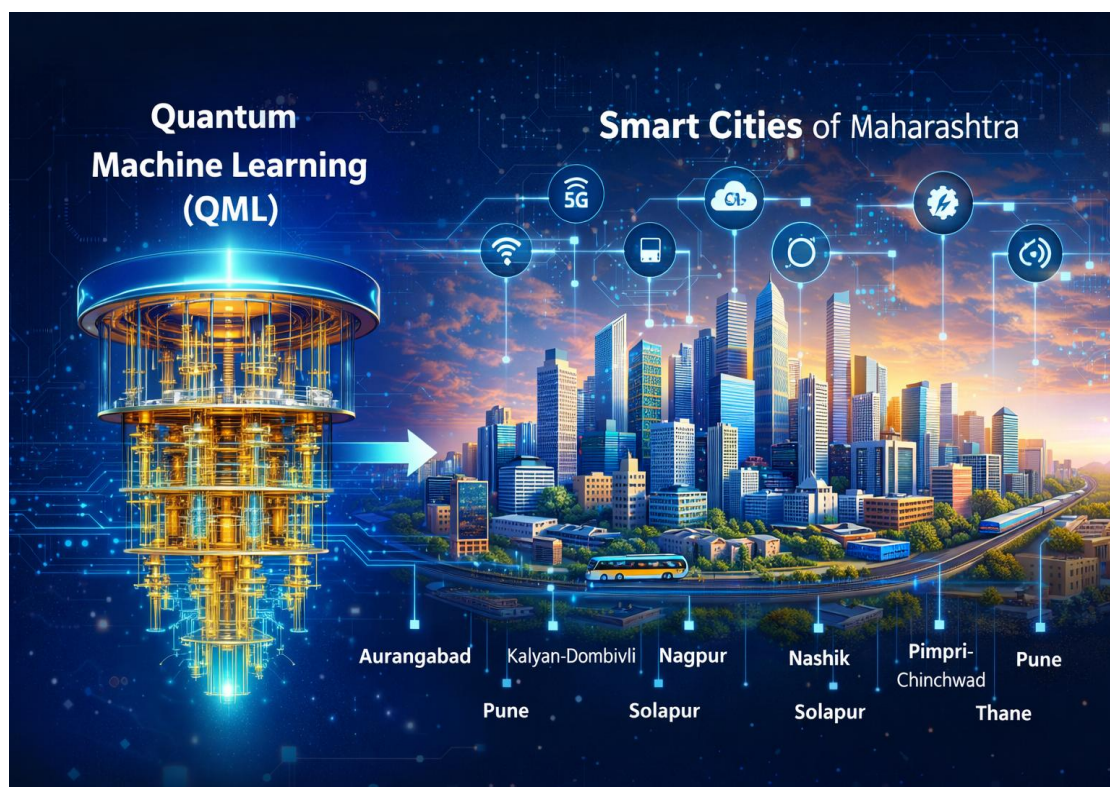 Quantum
Machine Learning
(QML)
Smart Cities of Maharashtra
5G
Aurangabad
Kalyan-Dombivli
Nagpur
Nashik
Pimpri-
Chinchwad
Pune
Pune
Solapur
Solapur
Thane